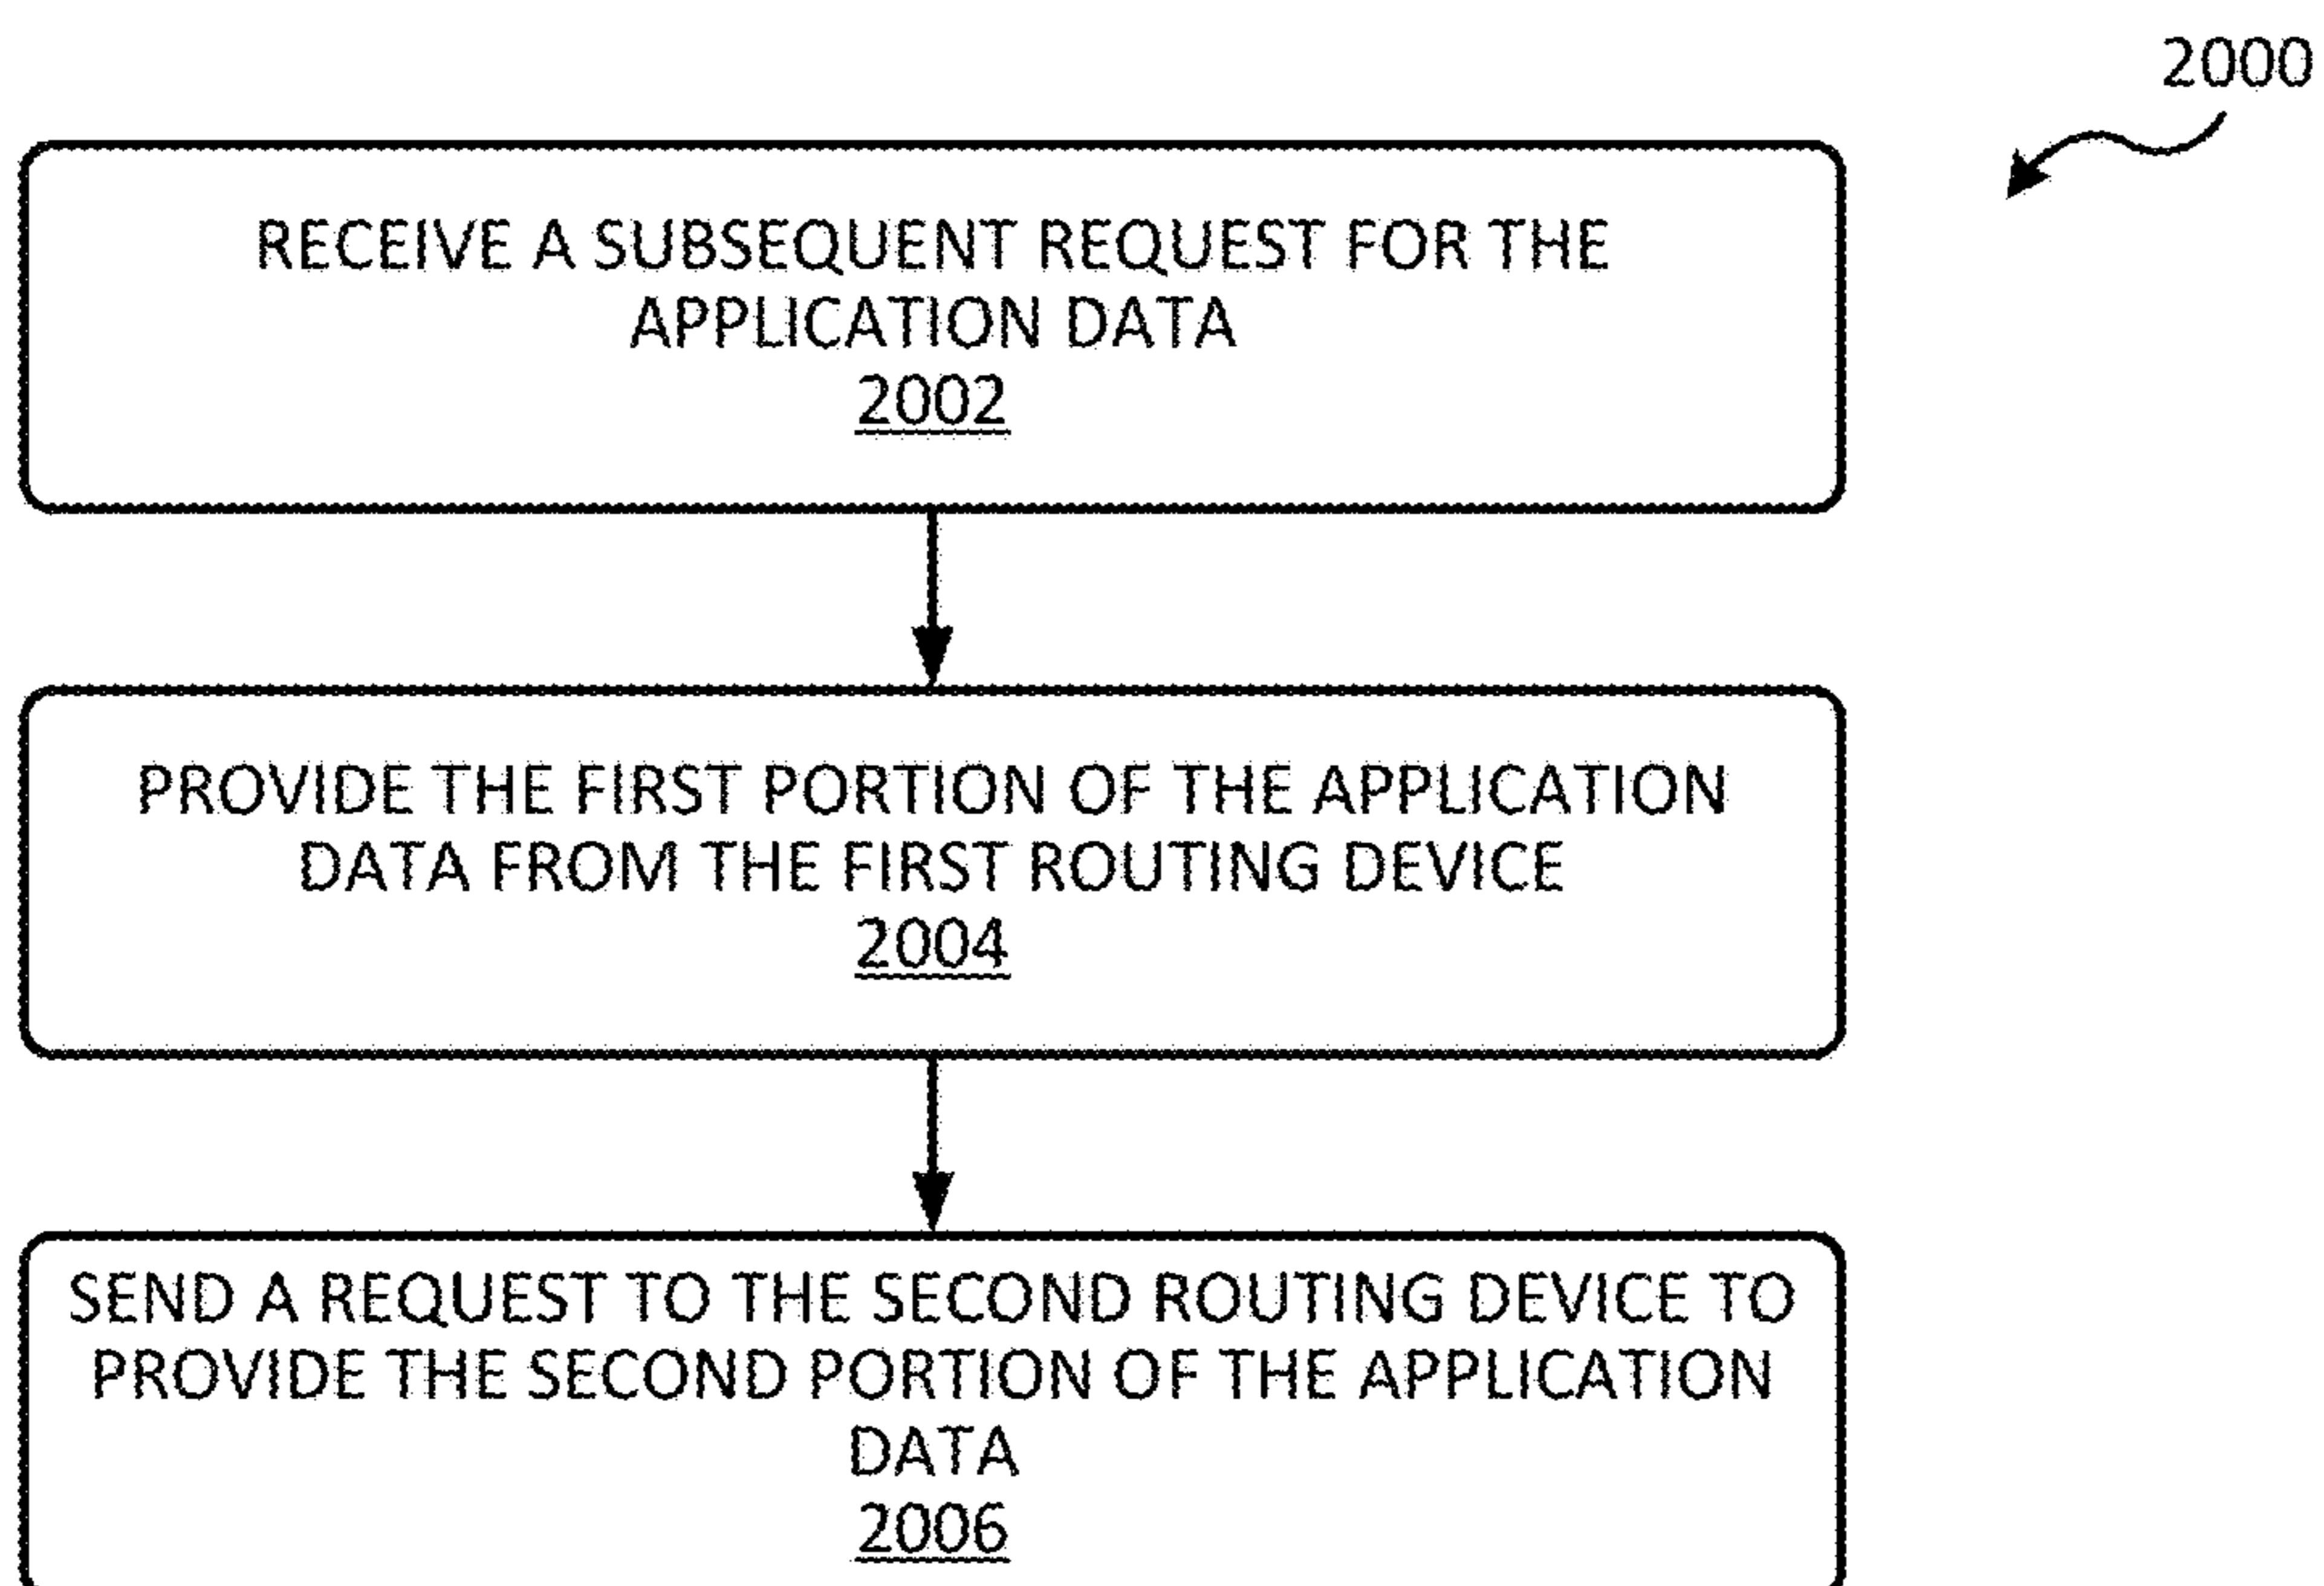 2000
RECEIVE A SUBSEQUENT REQUEST FOR THE
APPLICATION DATA
2002
PROVIDE THE FIRST PORTION OF THE APPLICATION
DATA FROM THE FIRST ROUTING DEVICE
2004
SEND A REQUEST TO THE SECOND ROUTING DEVICE TO
PROVIDE THE SECOND PORTION OF THE APPLICATION
DATA
2006